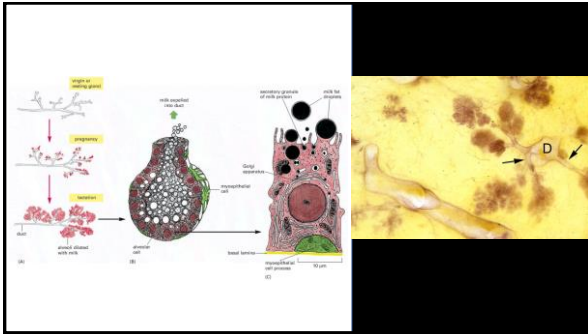 virgin or
resting gland
pregnancy
lactation
duct
alveoli dilated
with milk
(A)
milk expelled
into duct
myoepithelial
cell
alveolar
cell
(B)
secretory granule
of milk protein
milk fat
droplets
Golgi
apparatus
basal lamina
myoepithelial
cell process
10 μm
(C)
D